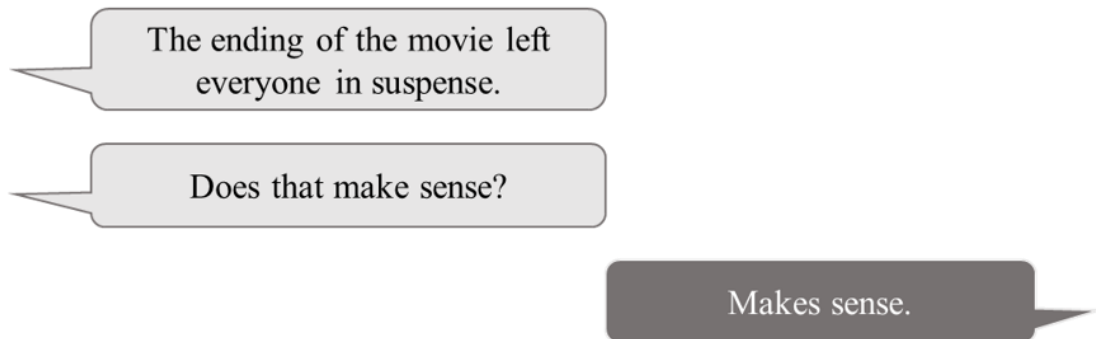 The ending of the movie left
everyone in suspense.
Does that make sense?
Makes sense.